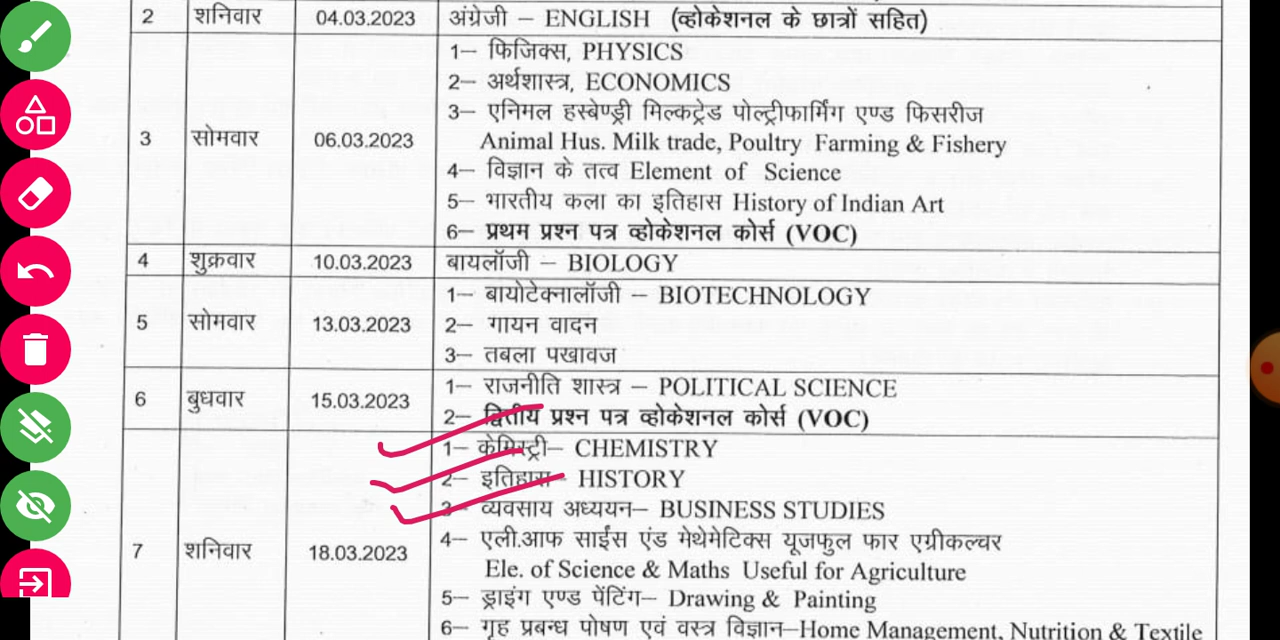 2 शनिवार 04.03.2023 अंग्रेजी – ENGLISH (व्होकेशनल के छात्रों सहित)
1– फिजिक्स, PHYSICS
2– अर्थशास्त्र, ECONOMICS
3– एनिमल हस्बेण्ड्री मिल्कट्रेड पोल्ट्रीफार्मिंग एण्ड फिसरीज
3 सोमवार 06.03.2023 Animal Hus. Milk trade, Poultry Farming & Fishery
4– विज्ञान के तत्व Element of Science
5– भारतीय कला का इतिहास History of Indian Art
6– प्रथम प्रश्न पत्र व्होकेशनल कोर्स (VOC)
4 शुक्रवार 10.03.2023 बायलॉजी – BIOLOGY
1– बायोटेक्नालॉजी – BIOTECHNOLOGY
5 सोमवार 13.03.2023 2– गायन वादन
3– तबला पखावज
1– राजनीति शास्त्र – POLITICAL SCIENCE
6 बुधवार 15.03.2023 2– द्वितीय प्रश्न पत्र व्होकेशनल कोर्स (VOC)
1– केमिस्ट्री– CHEMISTRY
2– इतिहास– HISTORY
3– व्यवसाय अध्ययन– BUSINESS STUDIES
7 शनिवार 18.03.2023 4– एली.आफ साईंस एंड मेथेमेटिक्स यूजफुल फार एग्रीकल्चर
Ele. of Science & Maths Useful for Agriculture
5– ड्राइंग एण्ड पेंटिंग– Drawing & Painting
6– गृह प्रबन्ध पोषण एवं वस्त्र विज्ञान–Home Management, Nutrition & Textile